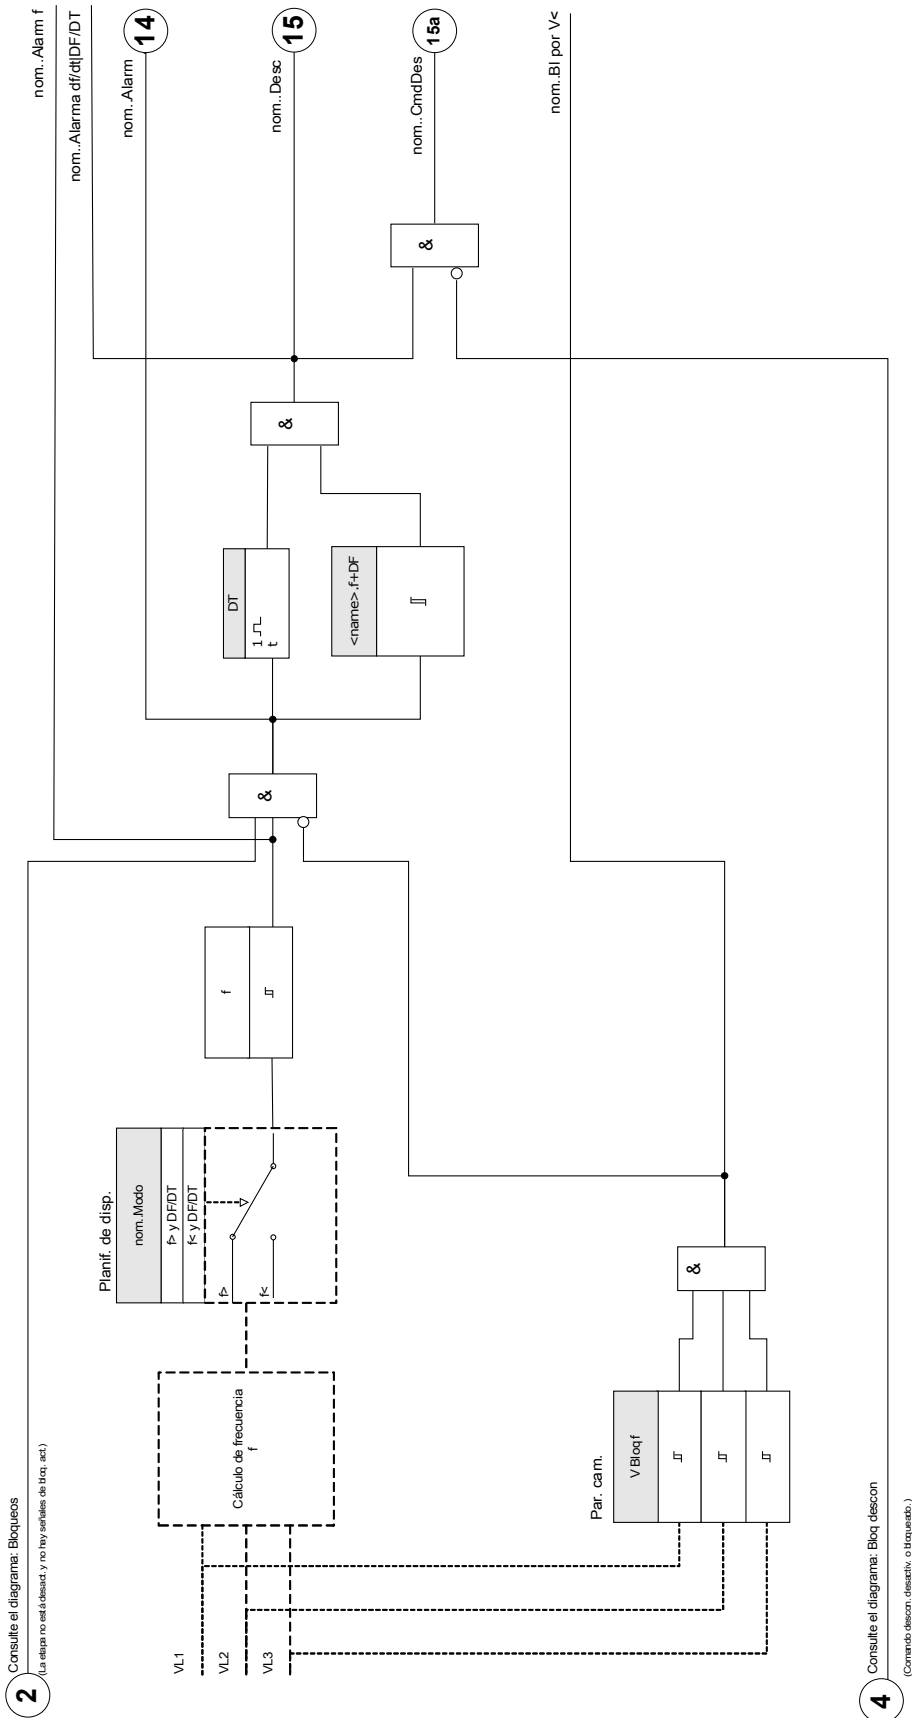 2
Consulte el diagrama: Bloqueos
(La etapa no está desact. y no hay señales de bloq. act.)
VL1
VL2
VL3
Cálculo de frecuencia
f
Planif. de disp.
nom..Modo
f> y DF/DT
f< y DF/DT
f>
f<
f
&
DT
1
t
<name>.f+DF
&
&
nom..Alarm f
nom..Alarma df/dt|DF/DT
nom..Alarm
14
nom..Desc
15
nom..CmdDes
15a
nom..Bl por V<
Par. cam.
V Bloq f
&
4
Consulte el diagrama: Bloq descon
(Comando descon. desactiv. o bloqueado. )